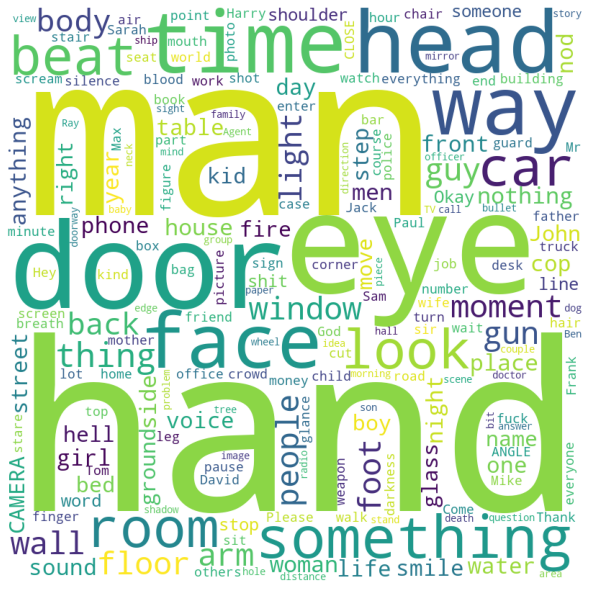 view air Harry shoulder someone story
stair point hour chair CLOSE
beat time head nod
body ship mouth photo
Sarah seat world mirror
scream silence blood work shot watch everything end building
book day enter sight family
man way
anything Ray Max year table light step front bar police guard
right part mind neck Agent figure kid course direction officer Mr
minute doorway baby case men guy car Okay nothing
phone house fire Jack Paul TV call bullet father
Hey kind box group picture sign corner move John truck
door eye
bag shit Sam job desk cop line
screen edge paper window number moment
breath back friend God turn wife hair dog
mother thing face cut look hall sir wait gun Ben
street wheel idea piece couple place
lot home office crowd money child road morning scene doctor Frank
problem tree son night
stare top groundside voice people glance boy name fuck bit answer
hell leg hand
girl Tom bed image pause David radio weapon foot darkness glass one ANGLE Mike everyone
CAMERA word shadow
finger room stop Please walk stand Come death question Thank
wall floor arm sit something
sound others hole woman distance life smile water area